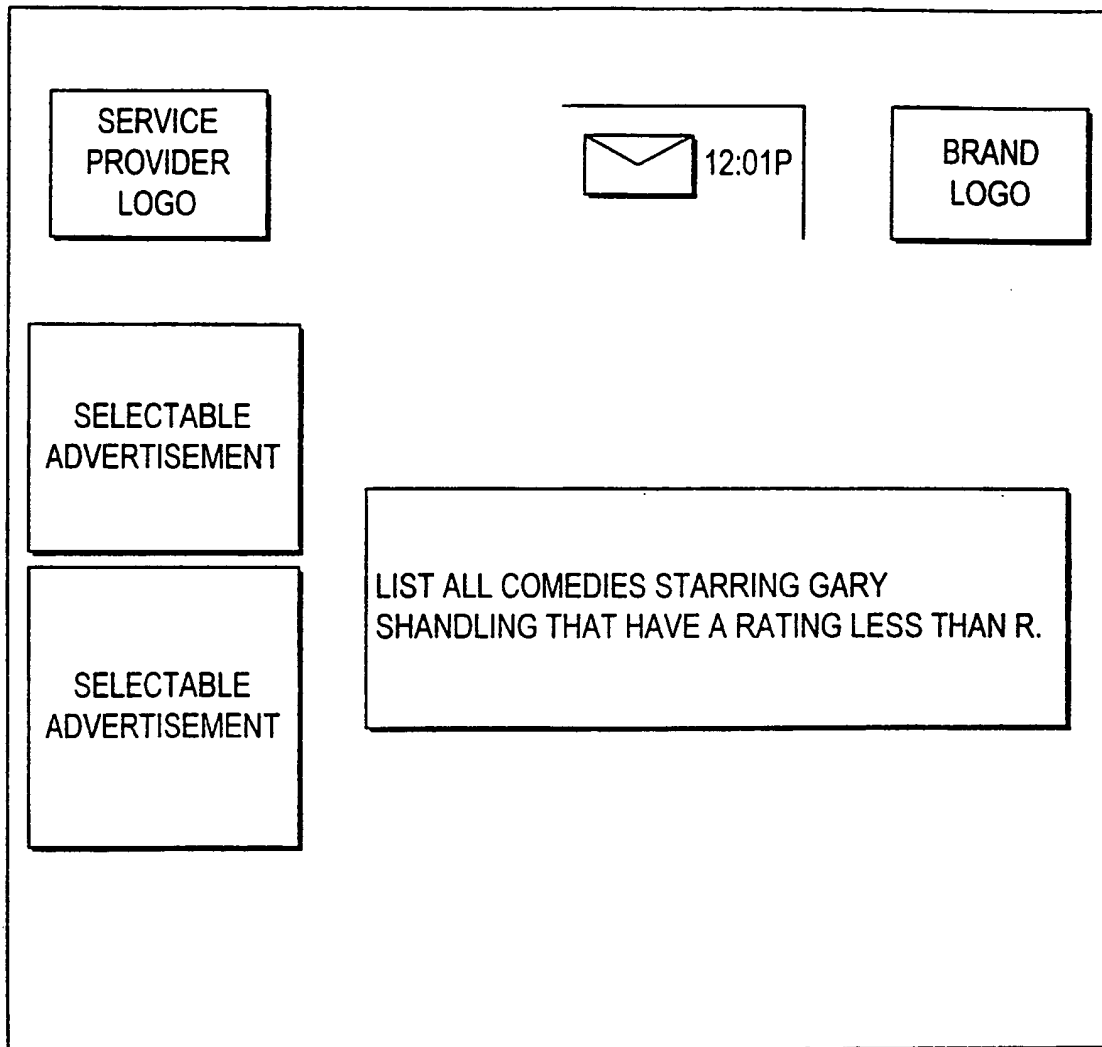 SERVICE
PROVIDER
LOGO
12:01P
BRAND
LOGO
SELECTABLE
ADVERTISEMENT
SELECTABLE
ADVERTISEMENT
LIST ALL COMEDIES STARRING GARY
SHANDLING THAT HAVE A RATING LESS THAN R.